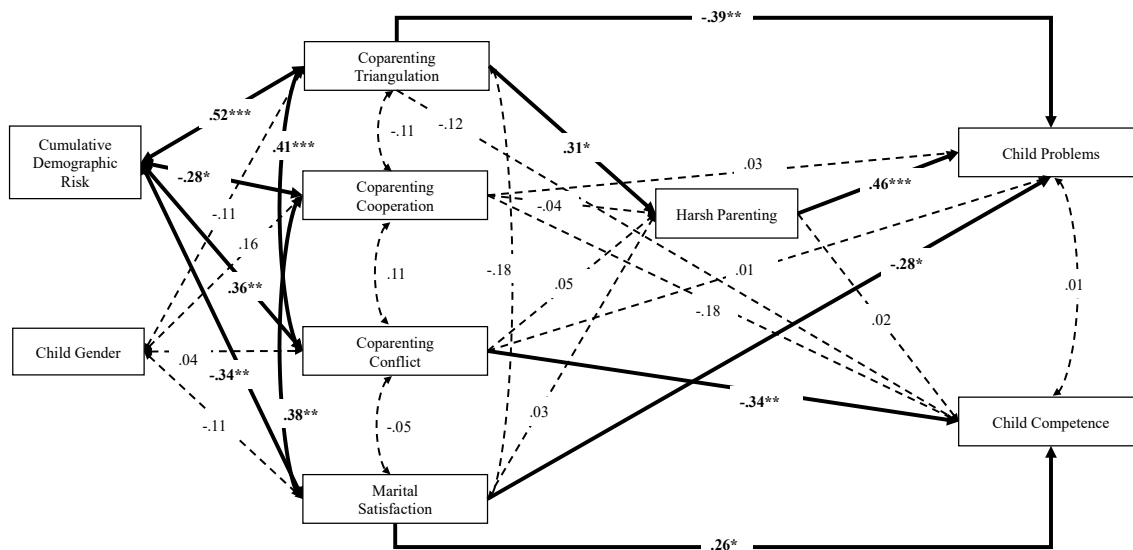 -.39**
Coparenting
Triangulation
.52***
-.11
-.12
.41***
.31*
Cumulative
Demographic
Risk
Child Problems
.03
-.28*
Coparenting
Cooperation
-.04
.46***
Harsh Parenting
-.11
.16
-.18
-.28*
.01
.36**
.11
.05
.01
-.18
.02
Child Gender
.04
Coparenting
Conflict
-.34**
-.34**
.38**
.03
-.11
-.05
Child Competence
Marital
Satisfaction
.26*